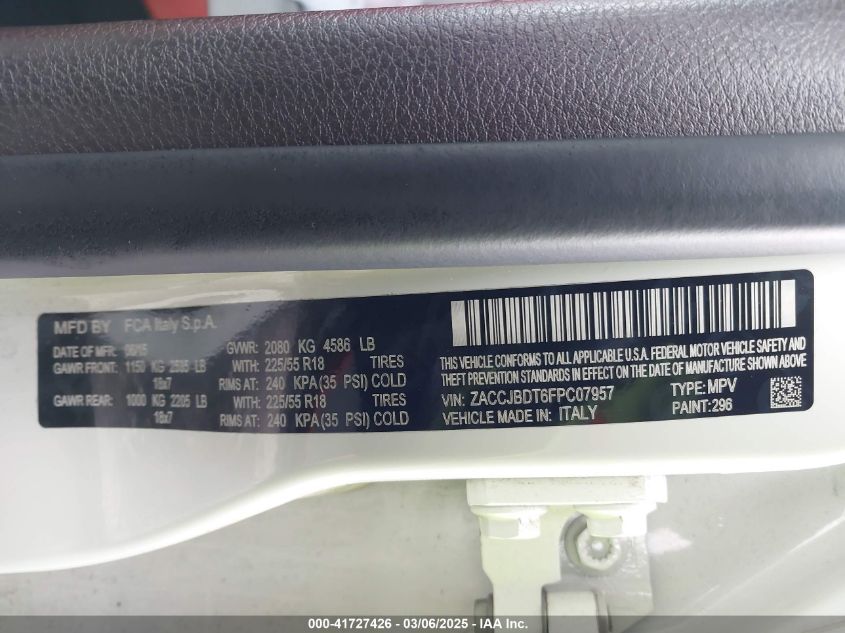 MFD BY FCA Italy S.p.A.
DATE OF MFR 06/15 GVWR: 2080 KG 4586 LB
GAWR FRONT: 1150 KG 2535 LB WITH: 225/55 R18 TIRES
18x7 RIMS AT: 240 KPA(35 PSI) COLD
GAWR REAR: 1000 KG 2205 LB WITH: 225/55 R18 TIRES
18x7 RIMS AT: 240 KPA(35 PSI) COLD
THIS VEHICLE CONFORMS TO ALL APPLICABLE U.S.A. FEDERAL MOTOR VEHICLE SAFETY AND
THEFT PREVENTION STANDARDS IN EFFECT ON THE DATE OF MANUFACTURE SHOWN ABOVE
VIN: ZACCJBDT6FPC07957 TYPE: MPV
VEHICLE MADE IN: ITALY PAINT: 296
000-41727426 - 03/06/2025 - IAA Inc.